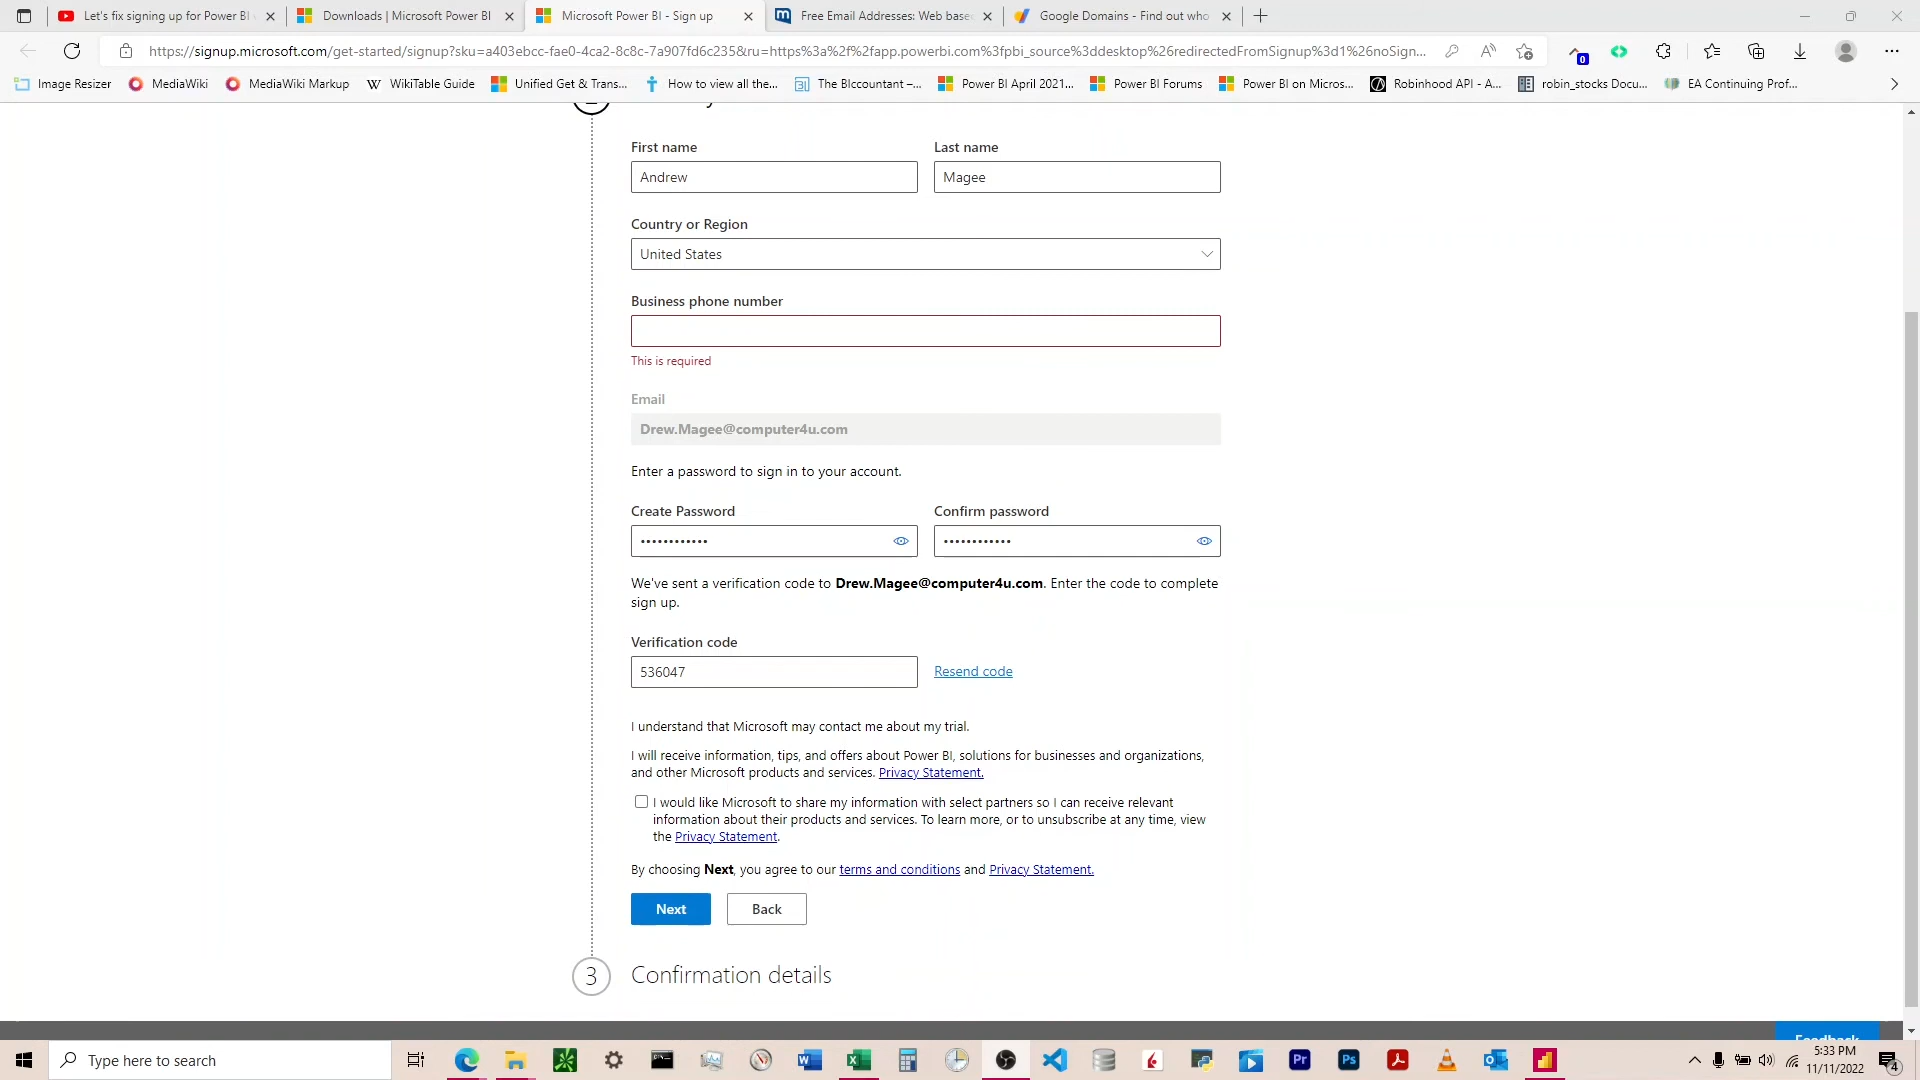 Let's fix signing up for Power BI
Downloads | Microsoft Power BI
Microsoft Power BI - Sign up
Free Email Addresses: Web base
Google Domains - Find out who
https://signup.microsoft.com/get-started/signup?sku=a403ebcc-fae0-4ca2-8c8c-7a907fd6c235&ru=https%3a%2f%2fapp.powerbi.com%3fpbi_source%3ddesktop%26redirectedFromSignup%3d1%26noSign...
0
Image Resizer
MediaWiki
MediaWiki Markup
WikiTable Guide
Unified Get & Trans...
How to view all the...
The BIccountant –...
Power BI April 2021...
Power BI Forums
Power BI on Micros...
Robinhood API - A...
robin_stocks Docu...
EA Continuing Prof...
First name
Last name
Andrew
Magee
Country or Region
United States
Business phone number
This is required
Email
Drew.Magee@computer4u.com
Enter a password to sign in to your account.
Create Password
Confirm password
We've sent a verification code to Drew.Magee@computer4u.com. Enter the code to complete
sign up.
Verification code
536047
Resend code
I understand that Microsoft may contact me about my trial.
I will receive information, tips, and offers about Power BI, solutions for businesses and organizations,
and other Microsoft products and services. Privacy Statement.
I would like Microsoft to share my information with select partners so I can receive relevant
information about their products and services. To learn more, or to unsubscribe at any time, view
the Privacy Statement.
By choosing Next, you agree to our terms and conditions and Privacy Statement.
Next
Back
3
Confirmation details
Feedback
Type here to search
5:33 PM
11/11/2022
4